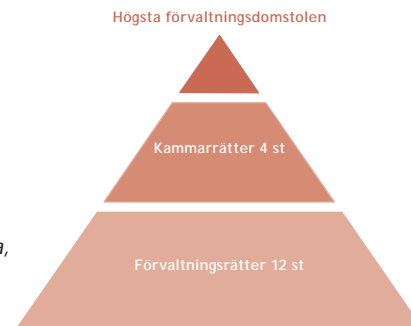 Högsta förvaltningsdomstolen
Kammarrätter 4 st
a,
Förvaltningsrätter 12 st